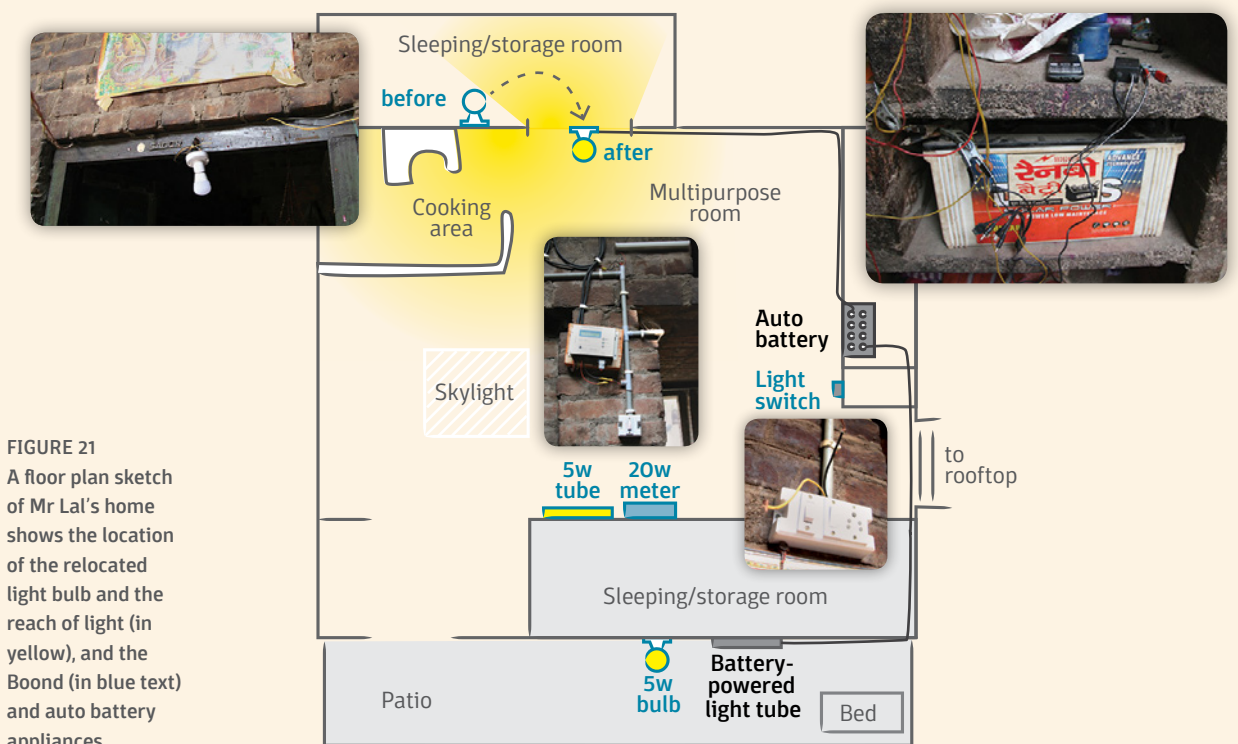 Sleeping/storage room
before
after
Cooking
area
Multipurpose
room
Auto
battery
Light
switch
Skylight
to
rooftop
5w
tube
20w
meter
Sleeping/storage room
Patio
5w
bulb
Battery-
powered
light tube
Bed
रैनबो
बैट्री
ADVANCE
LOW MAINTENANCE
FIGURE 21
A floor plan sketch
of Mr Lal's home
shows the location
of the relocated
light bulb and the
reach of light (in
yellow), and the
Boond (in blue text)
and auto battery
appliances